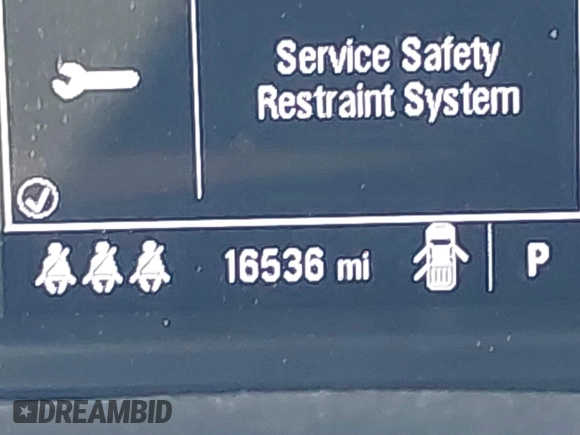 Service Safety
Restraint System
16536 mi
P
DREAMBID